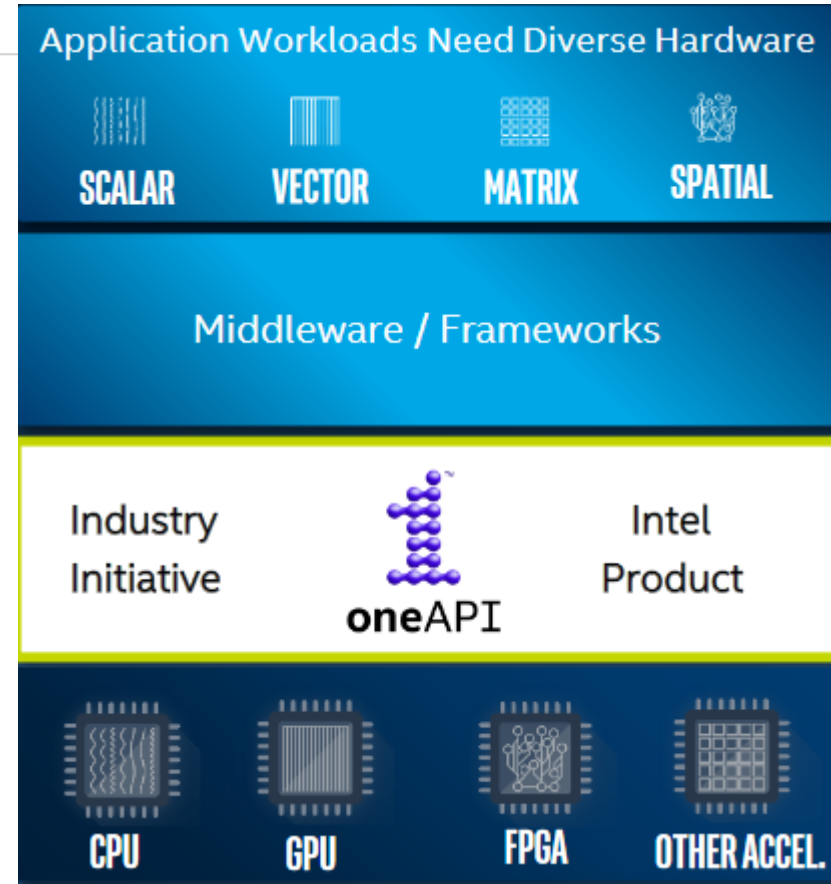 Application Workloads Need Diverse Hardware
SCALAR
VECTOR
MATRIX
SPATIAL
Middleware / Frameworks
Industry
Initiative
Intel
Product
oneAPI
CPU
GPU
FPGA
OTHER ACCEL.